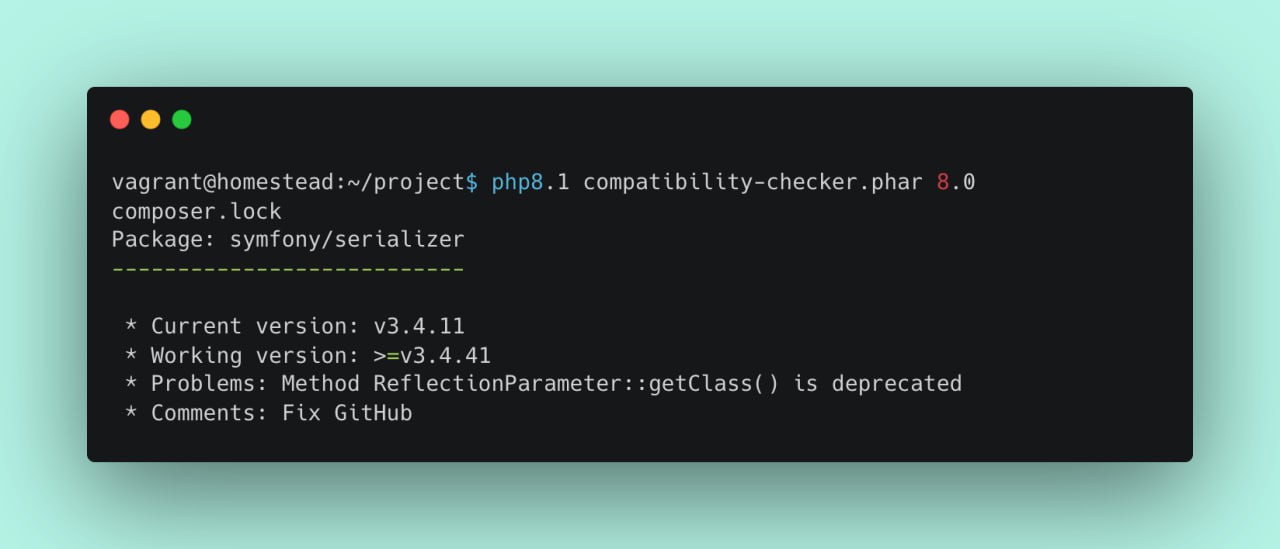 vagrant@homestead:~/project$ php8.1 compatibility-checker.phar 8.0
composer.lock
Package: symfony/serializer
---------------------------
* Current version: v3.4.11
* Working version: >=v3.4.41
* Problems: Method ReflectionParameter::getClass() is deprecated
* Comments: Fix GitHub